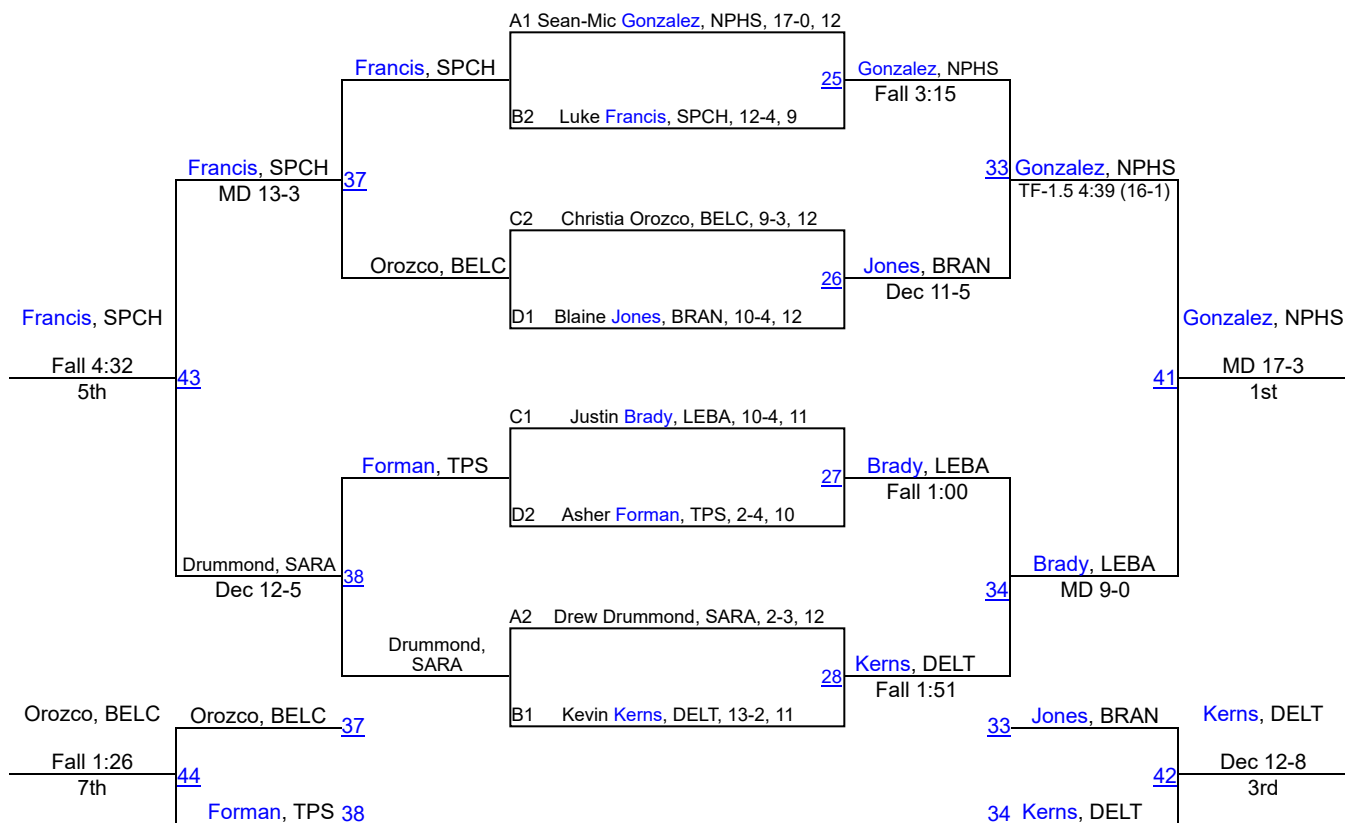 A1 Sean-Mic Gonzalez, NPHS, 17-0, 12
Francis, SPCH
25
Gonzalez, NPHS
Fall 3:15
B2 Luke Francis, SPCH, 12-4, 9
Francis, SPCH
MD 13-3
37
33
Gonzalez, NPHS
TF-1.5 4:39 (16-1)
C2 Christia Orozco, BELC, 9-3, 12
Orozco, BELC
26
Jones, BRAN
Dec 11-5
D1 Blaine Jones, BRAN, 10-4, 12
Francis, SPCH
Fall 4:32
5th
43
Gonzalez, NPHS
41
MD 17-3
1st
C1 Justin Brady, LEBA, 10-4, 11
Forman, TPS
27
Brady, LEBA
Fall 1:00
D2 Asher Forman, TPS, 2-4, 10
Drummond, SARA
Dec 12-5
38
34
Brady, LEBA
MD 9-0
A2 Drew Drummond, SARA, 2-3, 12
Drummond,
SARA
28
Kerns, DELT
Fall 1:51
B1 Kevin Kerns, DELT, 13-2, 11
Orozco, BELC
Orozco, BELC
37
33
Jones, BRAN
Kerns, DELT
Fall 1:26
7th
44
42
Dec 12-8
3rd
Forman, TPS 38
34 Kerns, DELT